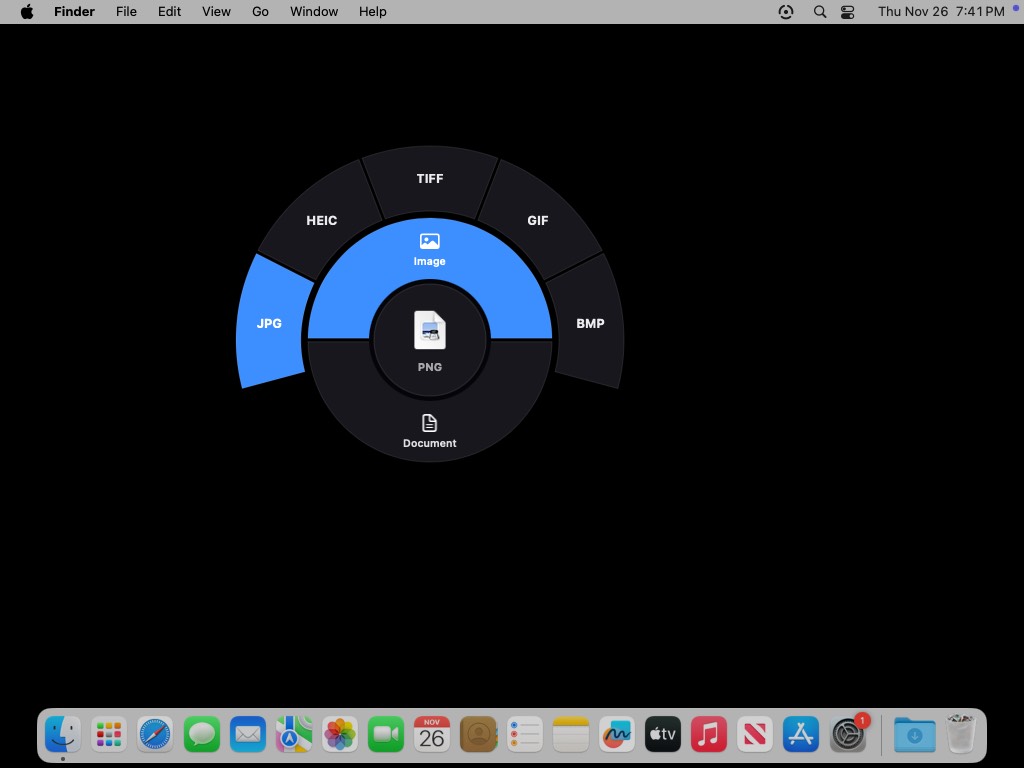 Finder File Edit View Go Window Help Thu Nov 26 7:41 PM
TIFF
HEIC
GIF
Image
JPG
BMP
PNG
Document
NOV
26
tv
1